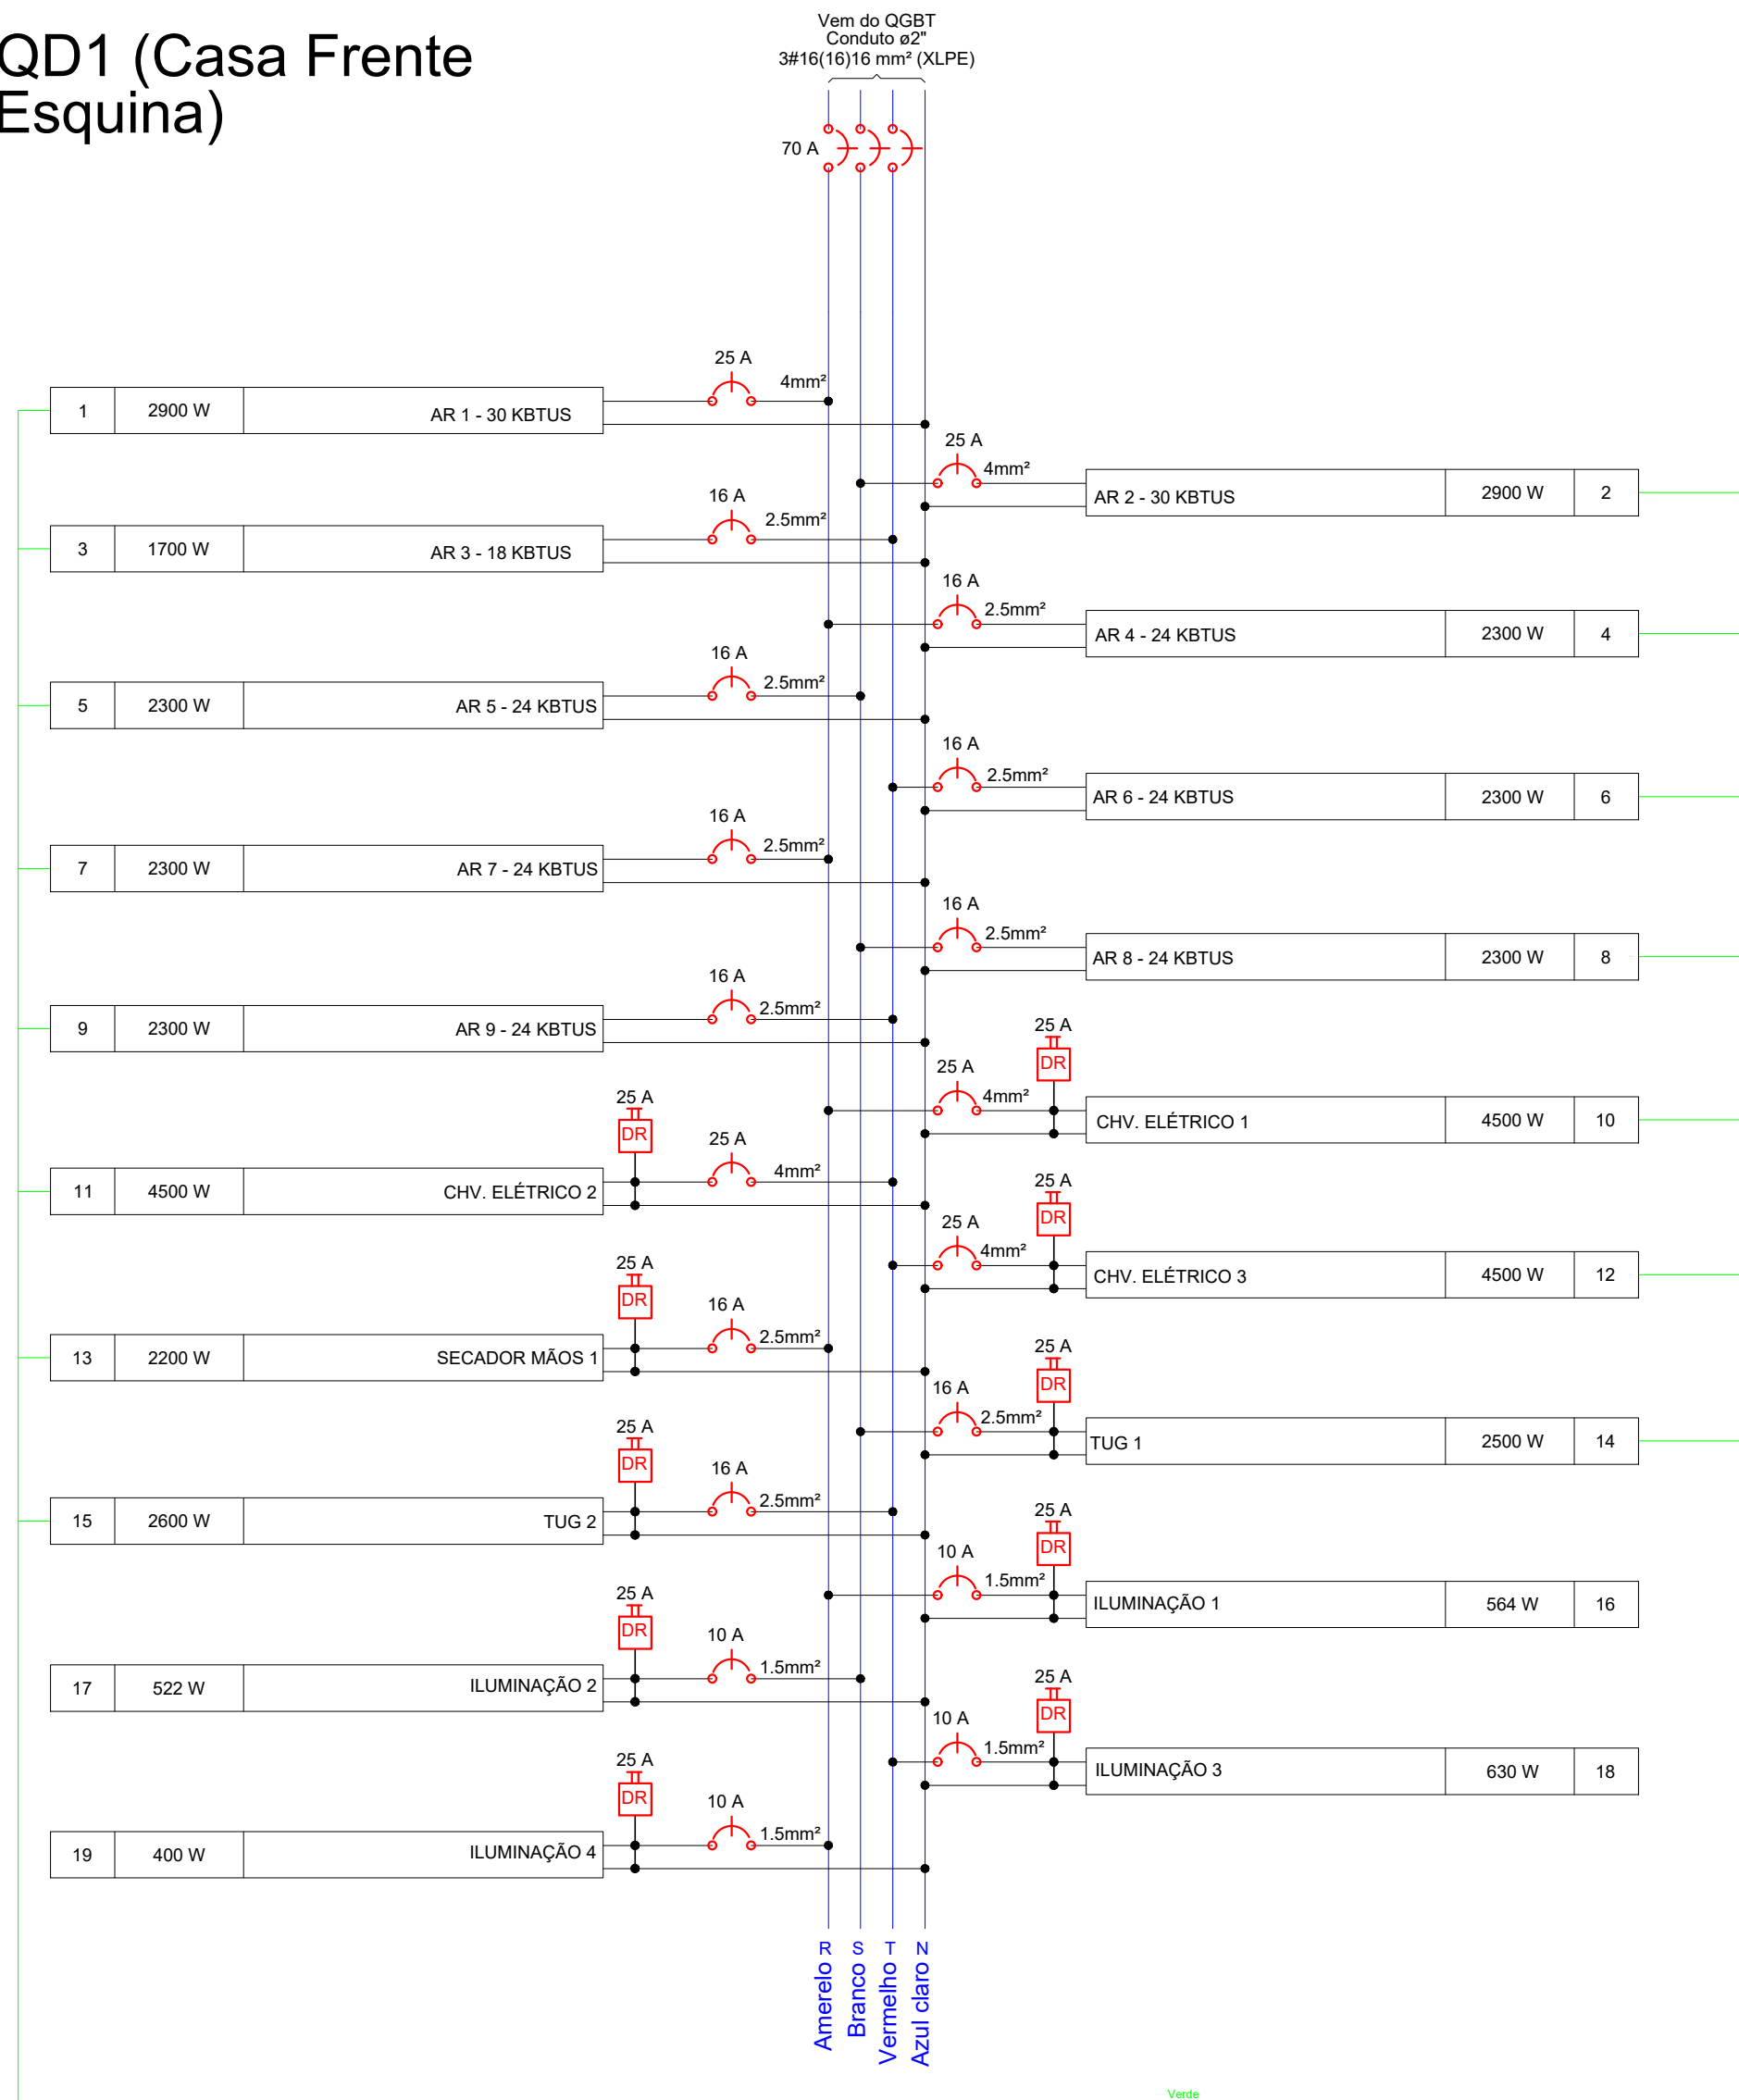 QD1 (Casa Frente
Esquina)
Vem do QGBT
Conduto ø2"
3#16(16)16 mm² (XLPE)
70 A
25 A
4mm²
1 2900 W AR 1 - 30 KBTUS
25 A
4mm²
AR 2 - 30 KBTUS 2900 W 2
16 A
2.5mm²
3 1700 W AR 3 - 18 KBTUS
16 A
2.5mm²
AR 4 - 24 KBTUS 2300 W 4
16 A
2.5mm²
5 2300 W AR 5 - 24 KBTUS
16 A
2.5mm²
AR 6 - 24 KBTUS 2300 W 6
16 A
2.5mm²
7 2300 W AR 7 - 24 KBTUS
16 A
2.5mm²
AR 8 - 24 KBTUS 2300 W 8
16 A
2.5mm²
9 2300 W AR 9 - 24 KBTUS
25 A
DR
25 A
4mm²
CHV. ELÉTRICO 1 4500 W 10
25 A
DR
25 A
4mm²
11 4500 W CHV. ELÉTRICO 2
25 A
DR
25 A
4mm²
CHV. ELÉTRICO 3 4500 W 12
25 A
DR
16 A
2.5mm²
13 2200 W SECADOR MÃOS 1
25 A
DR
16 A
2.5mm²
TUG 1 2500 W 14
25 A
DR
16 A
2.5mm²
15 2600 W TUG 2
25 A
DR
10 A
1.5mm²
ILUMINAÇÃO 1 564 W 16
25 A
DR
10 A
1.5mm²
17 522 W ILUMINAÇÃO 2
25 A
DR
10 A
1.5mm²
ILUMINAÇÃO 3 630 W 18
25 A
DR
10 A
1.5mm²
19 400 W ILUMINAÇÃO 4
R S T N
Amerelo
Branco
Vermelho
Azul claro
Verde